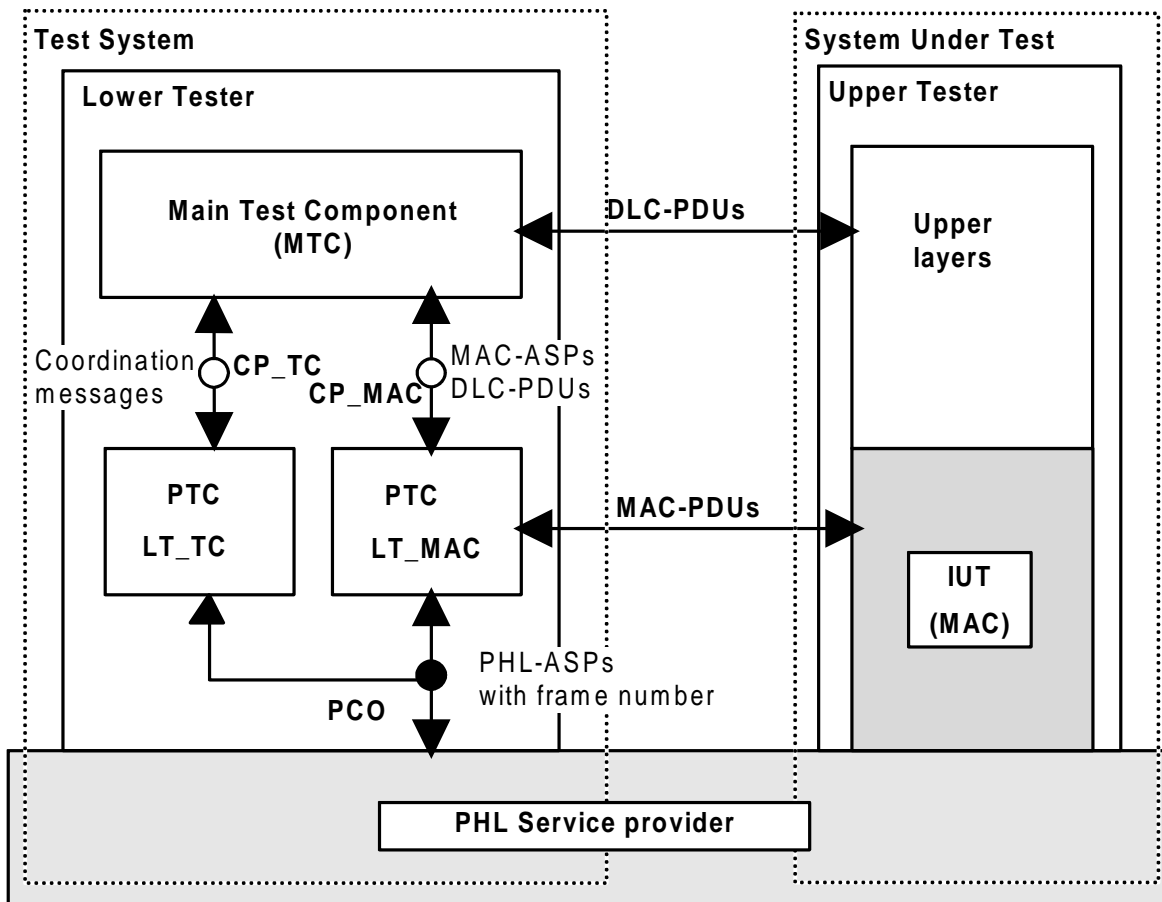 Test System
System Under Test
Lower Tester
Upper Tester
Main Test Component
(MTC)
DLC-PDUs
Upper
layers
Coordination
messages
CP_TC
CP_MAC
MAC-ASPs
DLC-PDUs
PTC
LT_TC
PTC
LT_MAC
MAC-PDUs
IUT
(MAC)
PHL-ASPs
with frame number
PCO
PHL Service provider